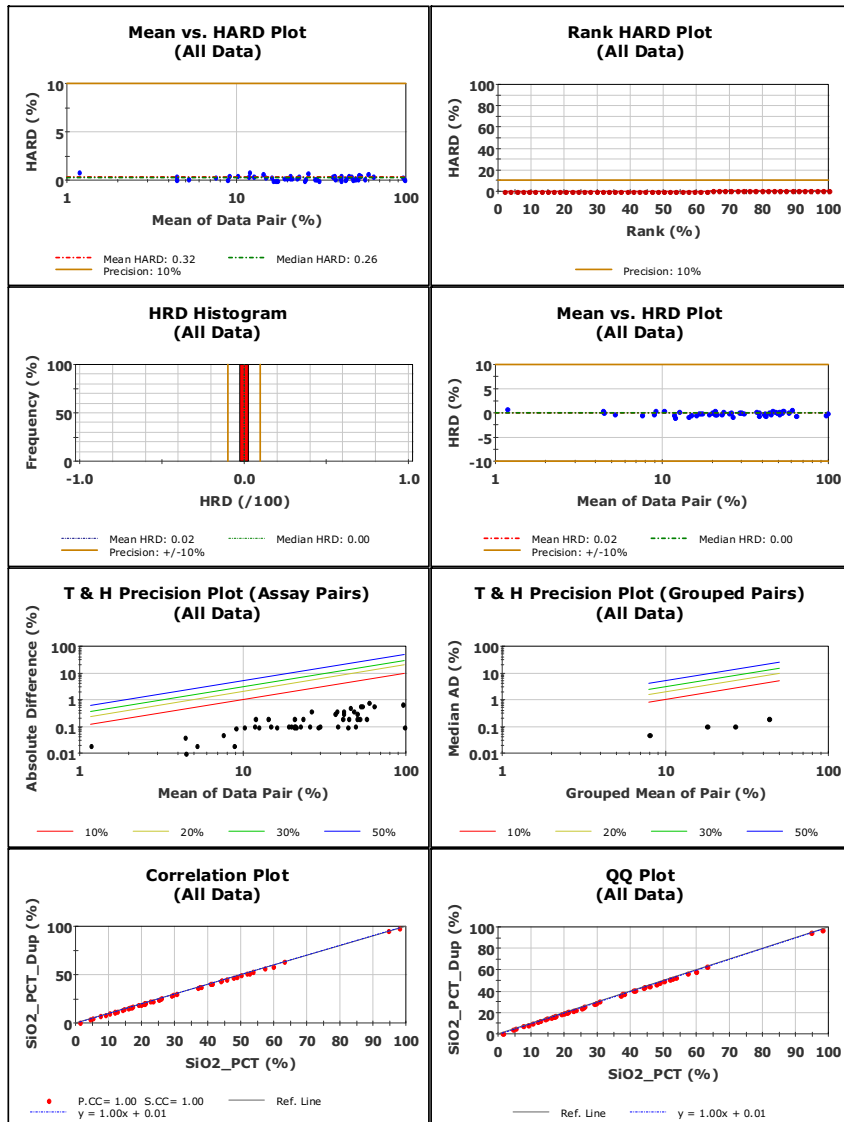 Mean vs. HARD Plot
(All Data)
HARD (%)
10
5
0
1
10
100
Mean of Data Pair (%)
Mean HARD: 0.32
Median HARD: 0.26
Precision: 10%
Rank HARD Plot
(All Data)
HARD (%)
100
80
60
40
20
0
0 10 20 30 40 50 60 70 80 90 100
Rank (%)
Precision: 10%
HRD Histogram
(All Data)
Frequency (%)
100
50
0
-1.0 0.0 1.0
HRD (/100)
Mean HRD: 0.02
Median HRD: 0.00
Precision: +/-10%
Mean vs. HRD Plot
(All Data)
HRD (%)
10
5
0
-5
-10
1 10 100
Mean of Data Pair (%)
Mean HRD: 0.02
Median HRD: 0.00
Precision: +/-10%
T & H Precision Plot (Assay Pairs)
(All Data)
Absolute Difference (%)
100
10
1
0.1
0.01
1 10 100
Mean of Data Pair (%)
10% 20% 30% 50%
T & H Precision Plot (Grouped Pairs)
(All Data)
Median AD (%)
100
10
1
0.1
0.01
1 10 100
Grouped Mean of Pair (%)
10% 20% 30% 50%
Correlation Plot
(All Data)
SiO2_PCT_Dup (%)
100
50
0
0 10 20 30 40 50 60 70 80 90 100
SiO2_PCT (%)
P.CC= 1.00 S.CC= 1.00
Ref. Line
y = 1.00x + 0.01
QQ Plot
(All Data)
SiO2_PCT_Dup (%)
100
80
60
40
20
0
0 10 20 30 40 50 60 70 80 90 100
SiO2_PCT (%)
Ref. Line
y = 1.00x + 0.01